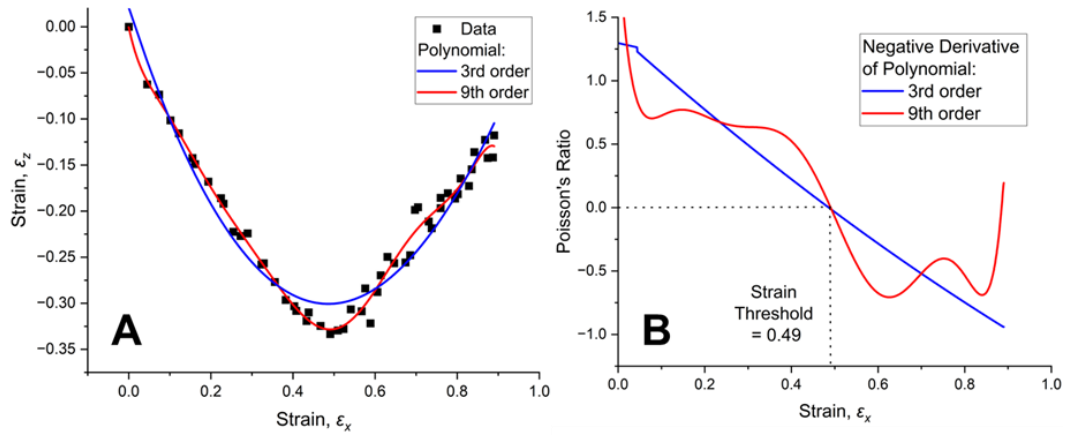 0.00
−0.05
−0.10
−0.15
−0.20
−0.25
−0.30
−0.35
Strain, εz
Data
Polynomial:
3rd order
9th order
A
0.0 0.2 0.4 0.6 0.8 1.0
Strain, εx
1.5
1.0
0.5
0.0
−0.5
−1.0
Poisson's Ratio
Negative Derivative
of Polynomial:
3rd order
9th order
Strain
Threshold
= 0.49
B
0.0 0.2 0.4 0.6 0.8 1.0
Strain, εx